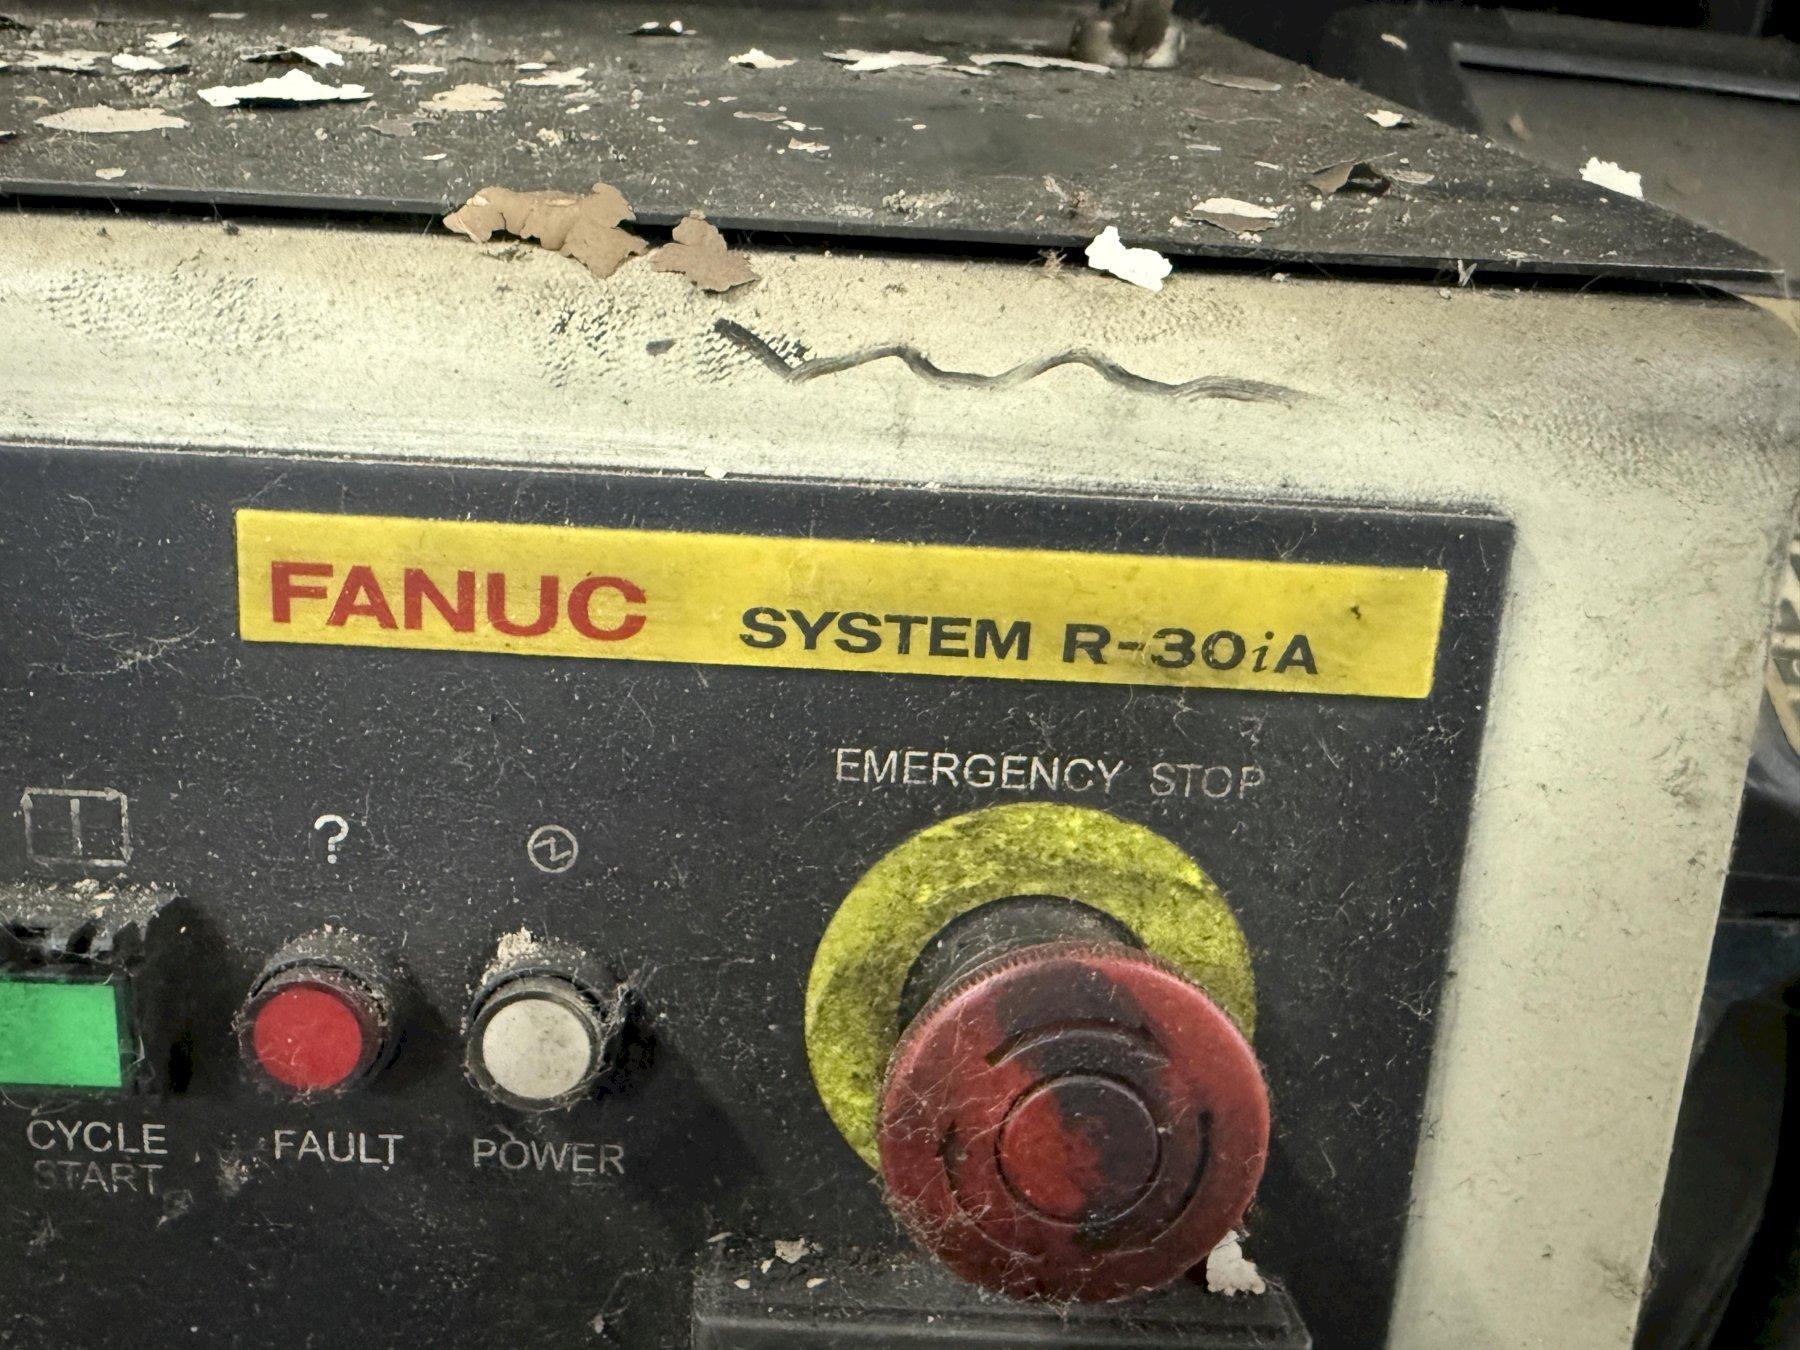 FANUC SYSTEM R-30iA
EMERGENCY STOP
?
CYCLE START
FAULT
POWER